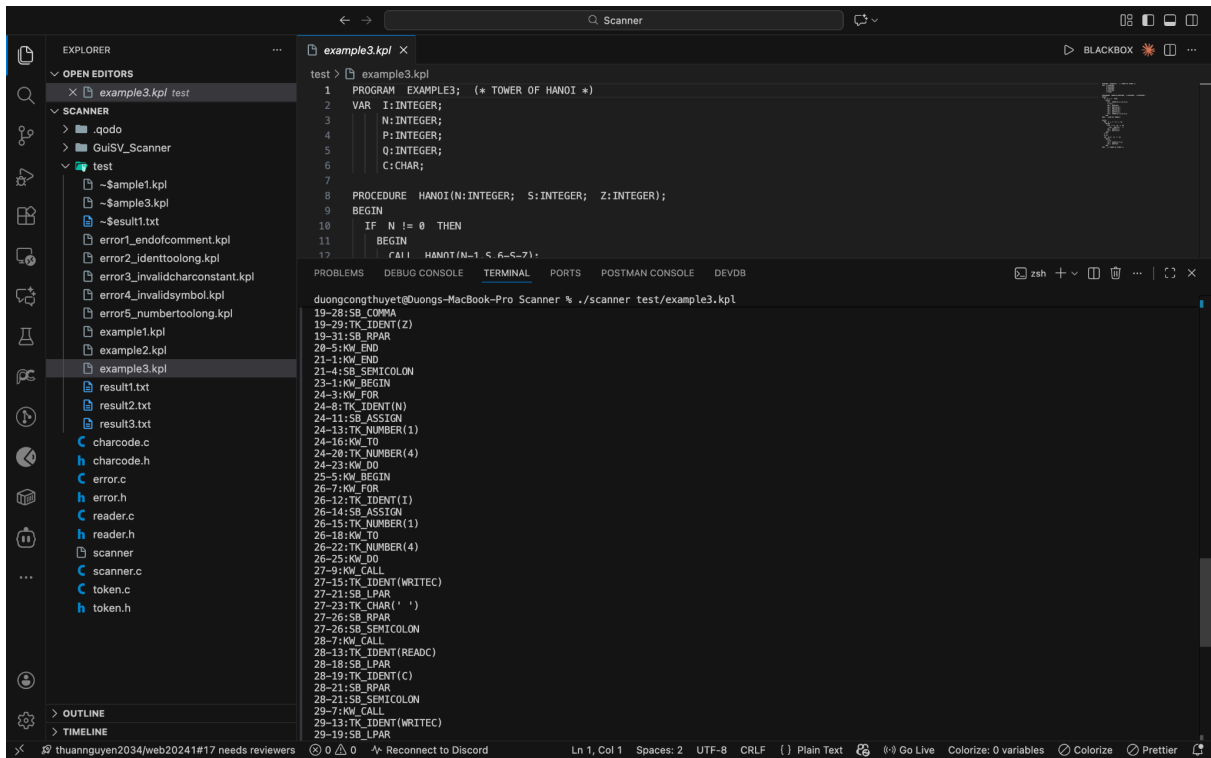 Scanner
EXPLORER
OPEN EDITORS
example3.kpl test
SCANNER
.qodo
GuiSV_Scanner
test
~$ample1.kpl
~$ample3.kpl
~$esult1.txt
error1_endofcomment.kpl
error2_identtoolong.kpl
error3_invalidcharconstant.kpl
error4_invalidsymbol.kpl
error5_numbertoolong.kpl
example1.kpl
example2.kpl
example3.kpl
result1.txt
result2.txt
result3.txt
charcode.c
charcode.h
error.c
error.h
reader.c
reader.h
scanner
scanner.c
token.c
token.h
OUTLINE
TIMELINE
example3.kpl
BLACKBOX
test > example3.kpl
1 PROGRAM EXAMPLE3; (* TOWER OF HANOI *)
2 VAR I:INTEGER;
3 N:INTEGER;
4 P:INTEGER;
5 Q:INTEGER;
6 C:CHAR;
7
8 PROCEDURE HANOI(N:INTEGER; S:INTEGER; Z:INTEGER);
9 BEGIN
10 IF N != 0 THEN
11 BEGIN
12 CALL HANOI(N-1,S,6-S-Z);
PROBLEMS DEBUG CONSOLE TERMINAL PORTS POSTMAN CONSOLE DEVDB
zsh
duongcongthuyet@Duongs-MacBook-Pro Scanner % ./scanner test/example3.kpl
19-28:SB_COMMA
19-29:TK_IDENT(Z)
19-31:SB_RPAR
20-5:KW_END
21-1:KW_END
21-4:SB_SEMICOLON
23-1:KW_BEGIN
24-3:KW_FOR
24-8:TK_IDENT(N)
24-11:SB_ASSIGN
24-13:TK_NUMBER(1)
24-16:KW_TO
24-20:TK_NUMBER(4)
24-23:KW_DO
25-5:KW_BEGIN
26-7:KW_FOR
26-12:TK_IDENT(I)
26-14:SB_ASSIGN
26-15:TK_NUMBER(1)
26-18:KW_TO
26-22:TK_NUMBER(4)
26-25:KW_DO
27-9:KW_CALL
27-15:TK_IDENT(WRITEC)
27-21:SB_LPAR
27-23:TK_CHAR(' ')
27-26:SB_RPAR
27-26:SB_SEMICOLON
28-7:KW_CALL
28-13:TK_IDENT(READC)
28-18:SB_LPAR
28-19:TK_IDENT(C)
28-21:SB_RPAR
28-21:SB_SEMICOLON
29-7:KW_CALL
29-13:TK_IDENT(WRITEC)
29-19:SB_LPAR
thuannguyen2034/web20241#17 needs reviewers 0 0 Reconnect to Discord Ln 1, Col 1 Spaces: 2 UTF-8 CRLF { } Plain Text Go Live Colorize: 0 variables Colorize Prettier